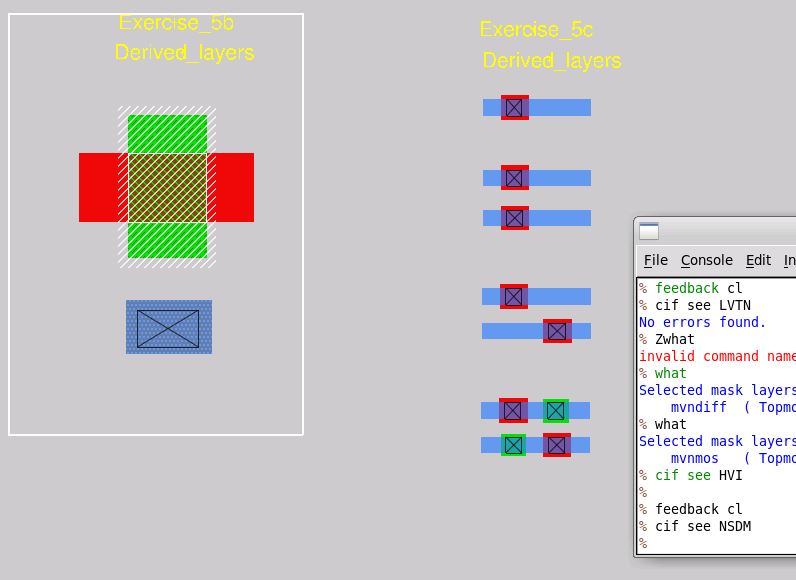 Exercise_5b
Derived_layers
Exercise_5c
Derived_layers
File Console Edit In
% feedback cl
% cif see LVTN
No errors found.
% Zwhat
invalid command name
% what
Selected mask layers
mvndiff ( Topmo
% what
Selected mask layers
mvnmos ( Topmo
% cif see HVI
%
% feedback cl
% cif see NSDM
%